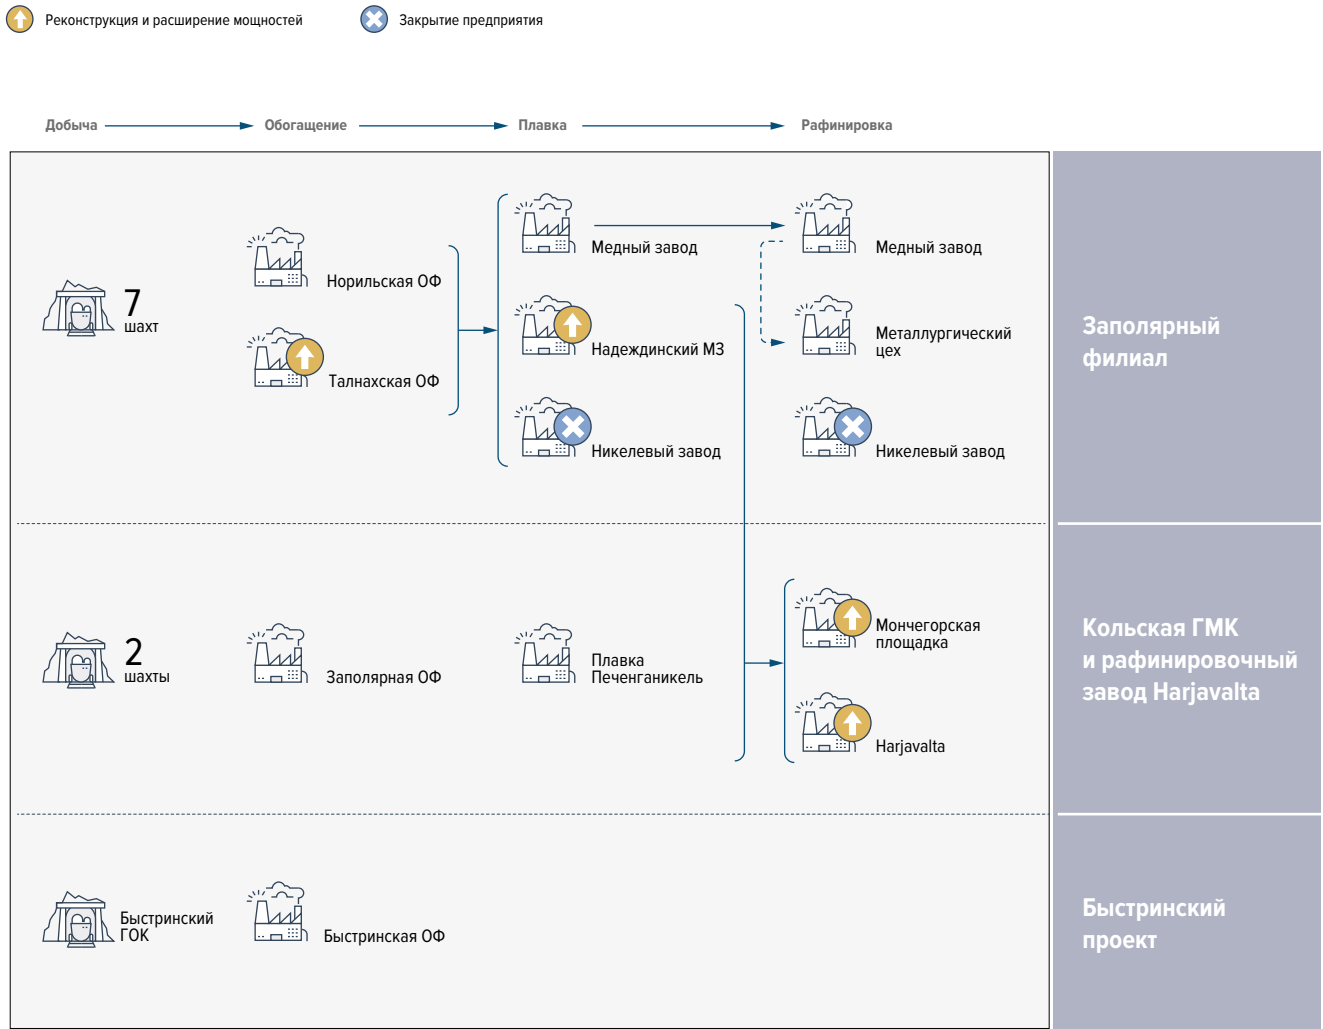 Реконструкция и расширение мощностей
Закрытие предприятия
Добыча
Обогащение
Плавка
Рафинировка
7
шахт
Норильская ОФ
Талнахская ОФ
Медный завод
Надеждинский МЗ
Никелевый завод
Медный завод
Металлургический
цех
Никелевый завод
Заполярный
филиал
2
шахты
Заполярная ОФ
Плавка
Печенганикель
Мончегорская
площадка
Harjavalta
Кольская ГМК
и рафинировочный
завод Harjavalta
Быстринский
ГОК
Быстринская ОФ
Быстринский
проект